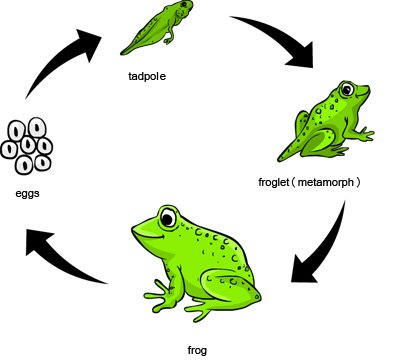 tadpole
froglet ( metamorph )
eggs
frog